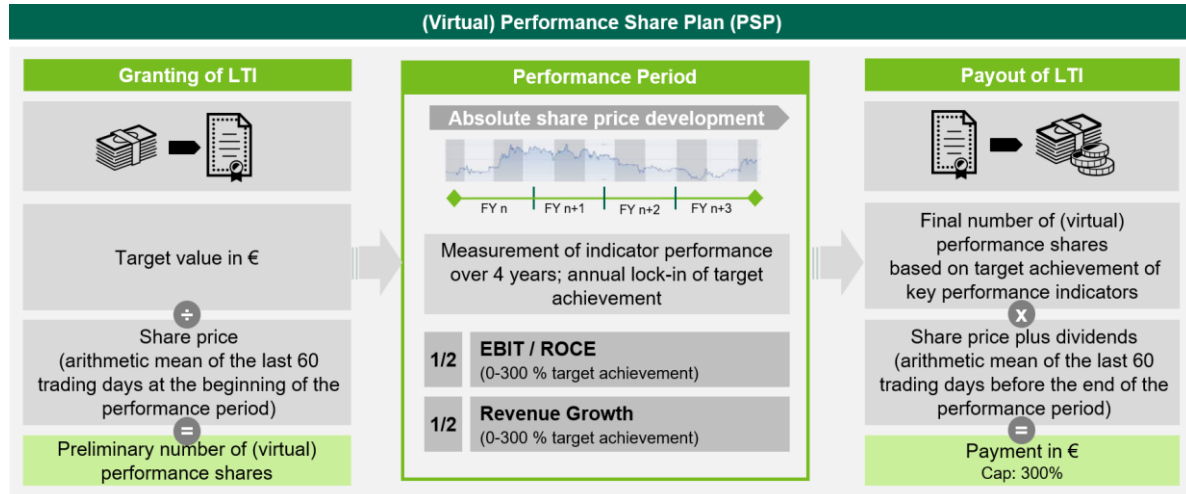 (Virtual) Performance Share Plan (PSP)
Granting of LTI
Target value in €
÷
Share price
(arithmetic mean of the last 60
trading days at the beginning of the
performance period)
=
Preliminary number of (virtual)
performance shares
Performance Period
Absolute share price development
FY n
FY n+1
FY n+2
FY n+3
Measurement of indicator performance
over 4 years; annual lock-in of target
achievement
1/2
EBIT / ROCE
(0-300 % target achievement)
1/2
Revenue Growth
(0-300 % target achievement)
Payout of LTI
Final number of (virtual)
performance shares
based on target achievement of
key performance indicators
x
Share price plus dividends
(arithmetic mean of the last 60
trading days before the end of the
performance period)
=
Payment in €
Cap: 300%